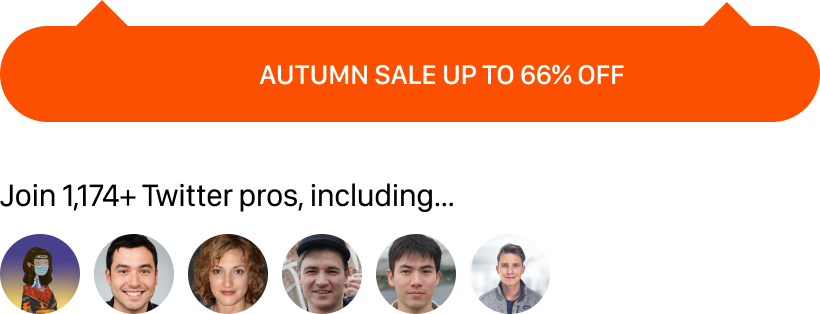 AUTUMN SALE UP TO 66% OFF
Join 1,174+ Twitter pros, including...